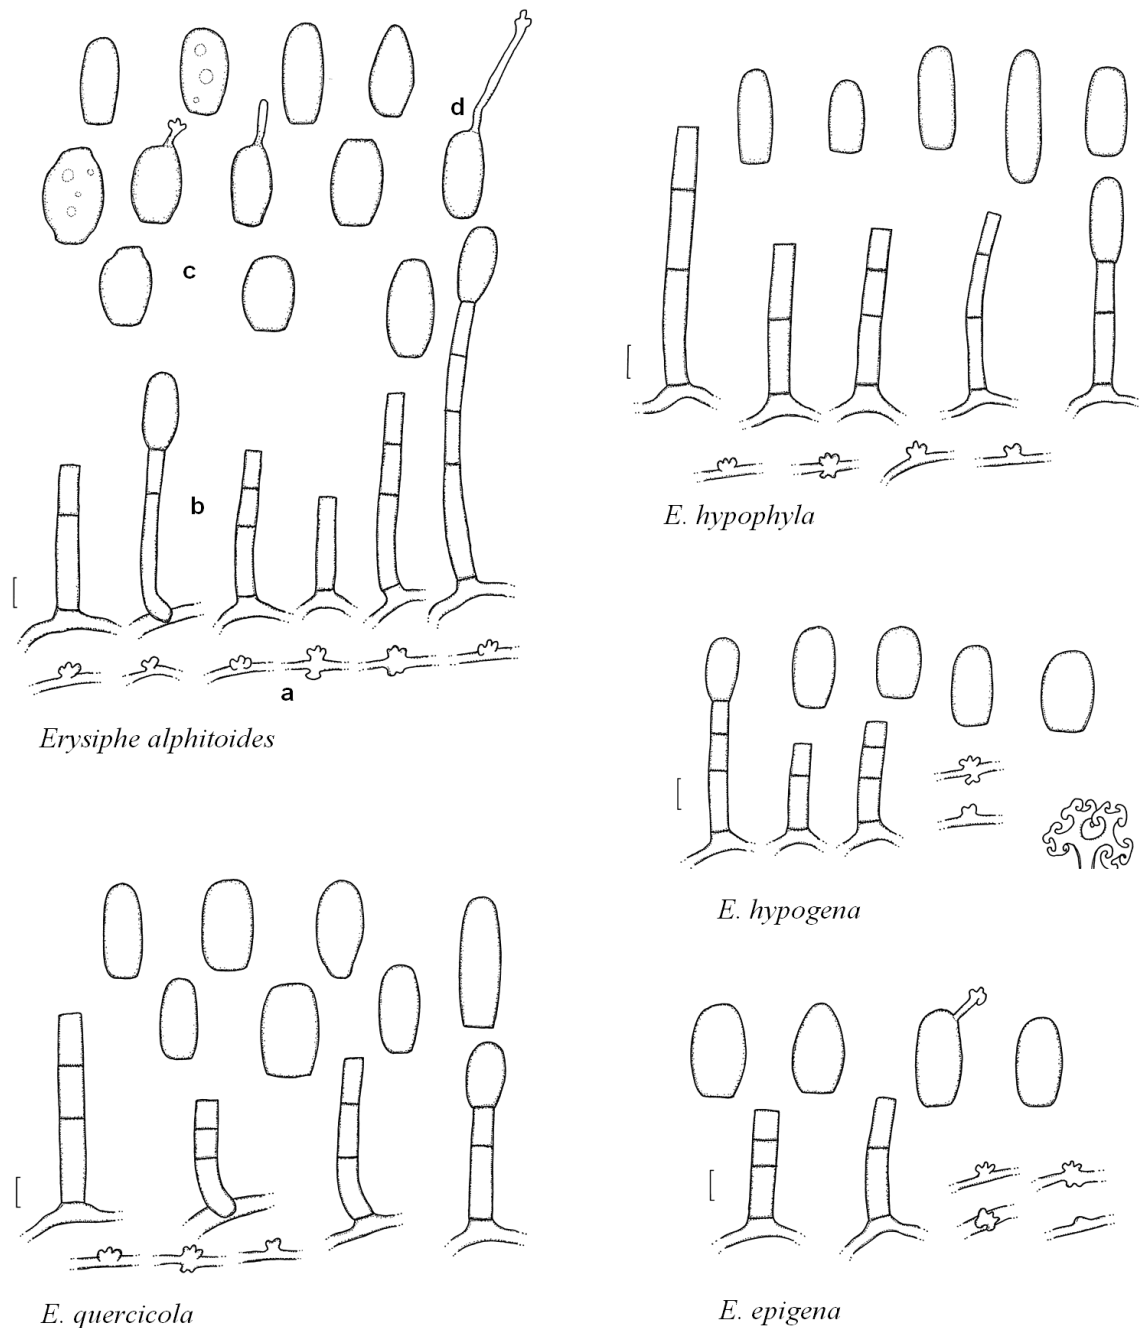 d
c
b
a
Erysiphe alphitoides
E. hypophyla
E. hypogena
E. quercicola
E. epigena